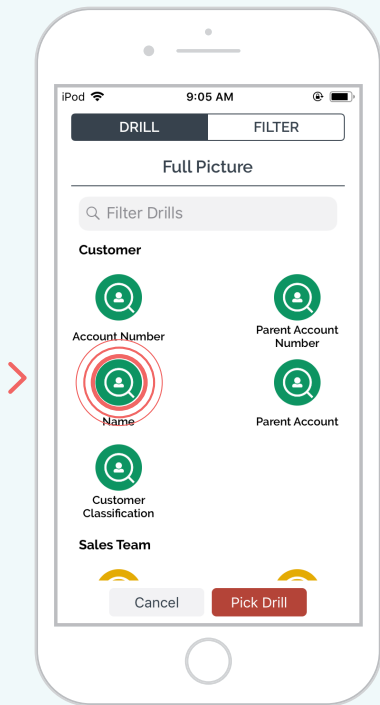 iPod 9:05 AM
DRILL FILTER
Full Picture
Filter Drills
Customer
Account Number
Parent Account
Number
Name
Parent Account
Customer
Classification
Sales Team
Cancel Pick Drill